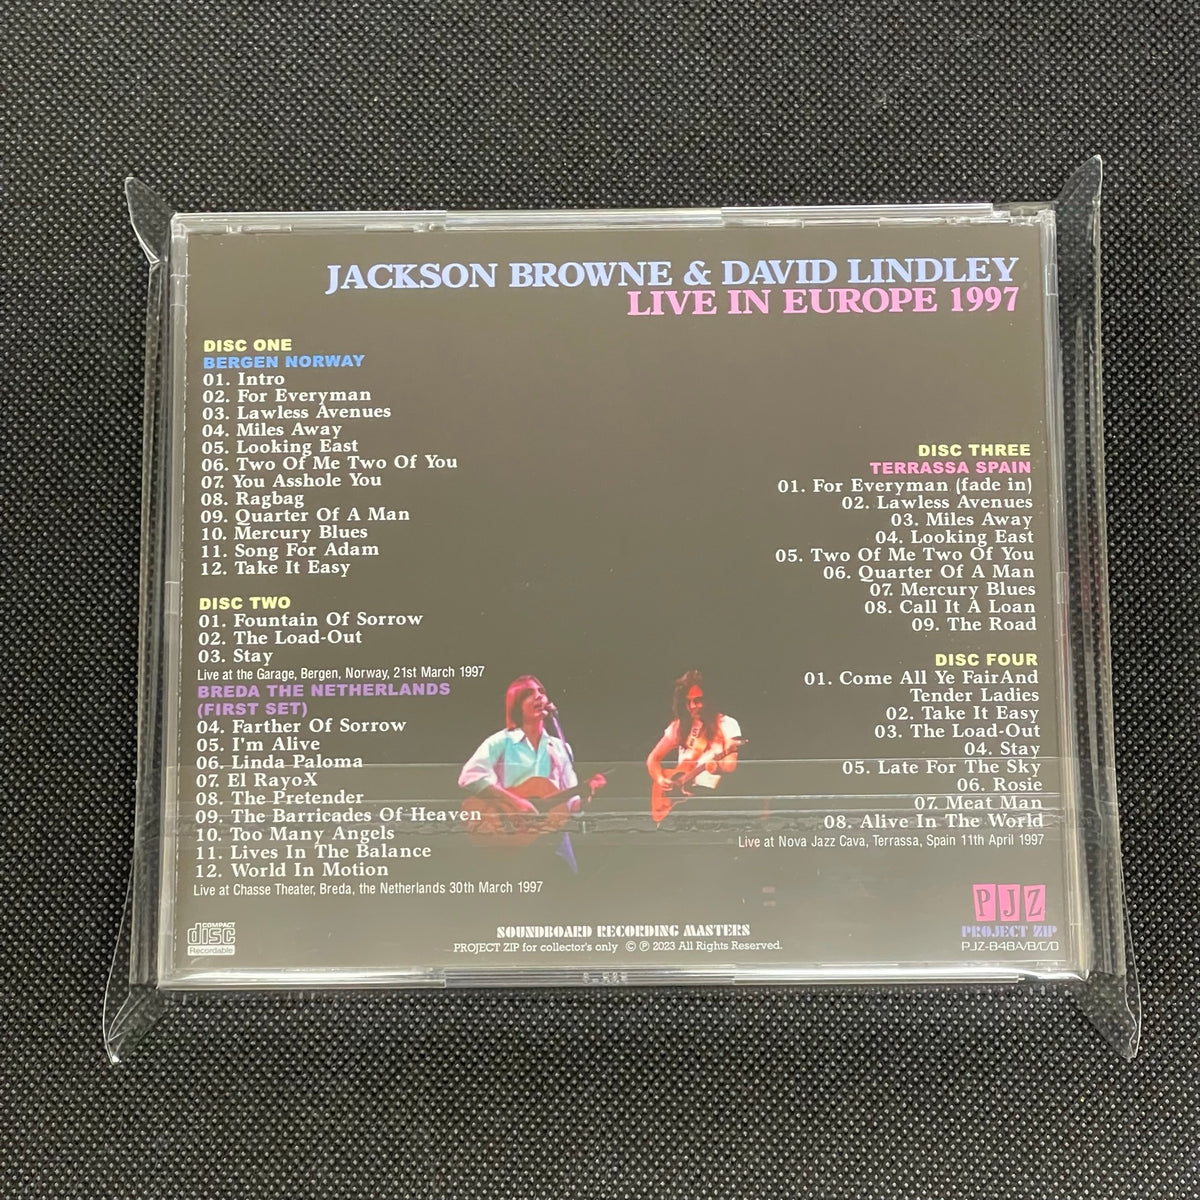 JACKSON BROWNE & DAVID LINDLEY
LIVE IN EUROPE 1997
DISC ONE
BERGEN NORWAY
01. Intro
02. For Everyman
03. Lawless Avenues
04. Miles Away
05. Looking East
06. Two Of Me Two Of You
07. You Asshole You
08. Ragbag
09. Quarter Of A Man
10. Mercury Blues
11. Song For Adam
12. Take It Easy
DISC TWO
01. Fountain Of Sorrow
02. The Load-Out
03. Stay
Live at the Garage, Bergen, Norway, 21st March 1997
BREDA THE NETHERLANDS
(FIRST SET)
04. Farther Of Sorrow
05. I'm Alive
06. Linda Paloma
07. El Rayo-X
08. The Pretender
09. The Barricades Of Heaven
10. Too Many Angels
11. Lives In The Balance
12. World In Motion
Live at Chasse Theater, Breda, the Netherlands 30th March 1997
DISC THREE
TERRASSA SPAIN
01. For Everyman (fade in)
02. Lawless Avenues
03. Miles Away
04. Looking East
05. Two Of Me Two Of You
06. Quarter Of A Man
07. Mercury Blues
08. Call It A Loan
09. The Road
DISC FOUR
01. Come All Ye FairAnd
Tender Ladies
02. Take It Easy
03. The Load-Out
04. Stay
05. Late For The Sky
06. Rosie
07. Meat Man
08. Alive In The World
Live at Nova Jazz Cava, Terrassa, Spain 11th April 1997
COMPACT
disc
Recordable
SOUNDBOARD RECORDING MASTERS
PROJECT ZIP for collector's only © ℗ 2023 All Rights Reserved.
PJZ
PROJECT ZIP
PJZ-848A/B/C/D